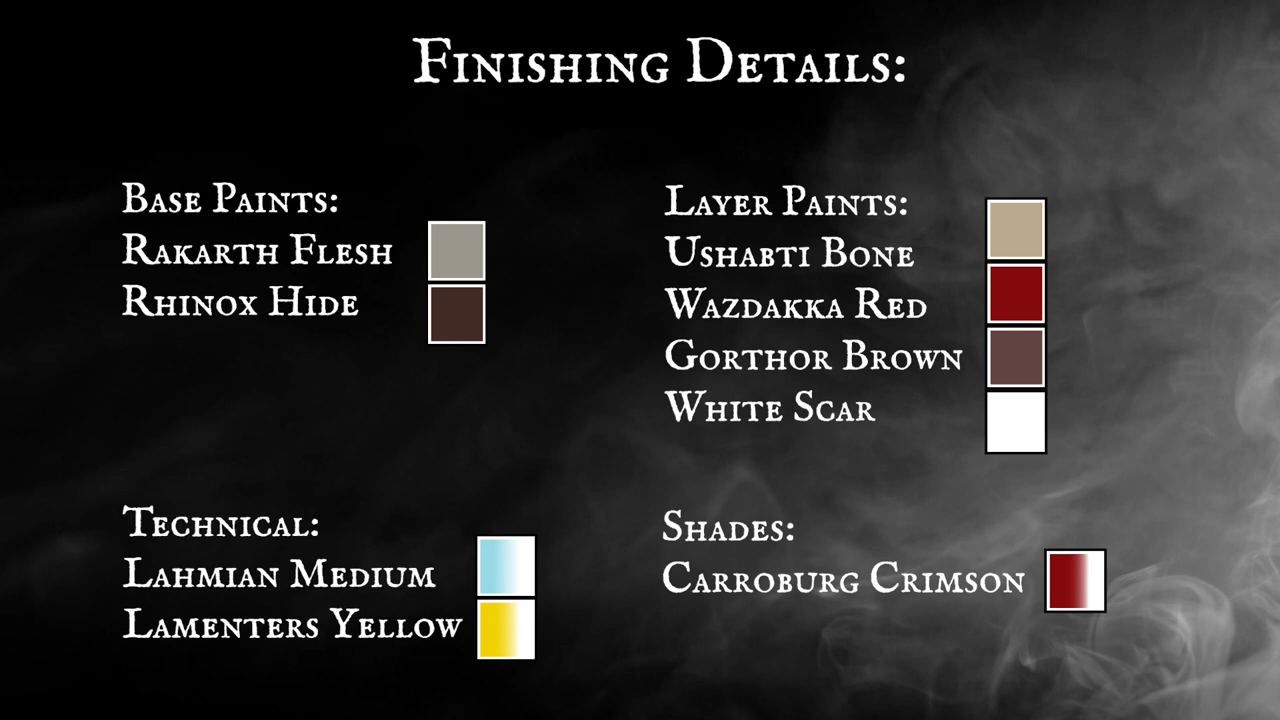 Finishing Details:
Base Paints:
Rakarth Flesh
Rhinox Hide
Layer Paints:
Ushabti Bone
Wazdakka Red
Gorthor Brown
White Scar
Technical:
Lahmian Medium
Lamenters Yellow
Shades:
Carroburg Crimson